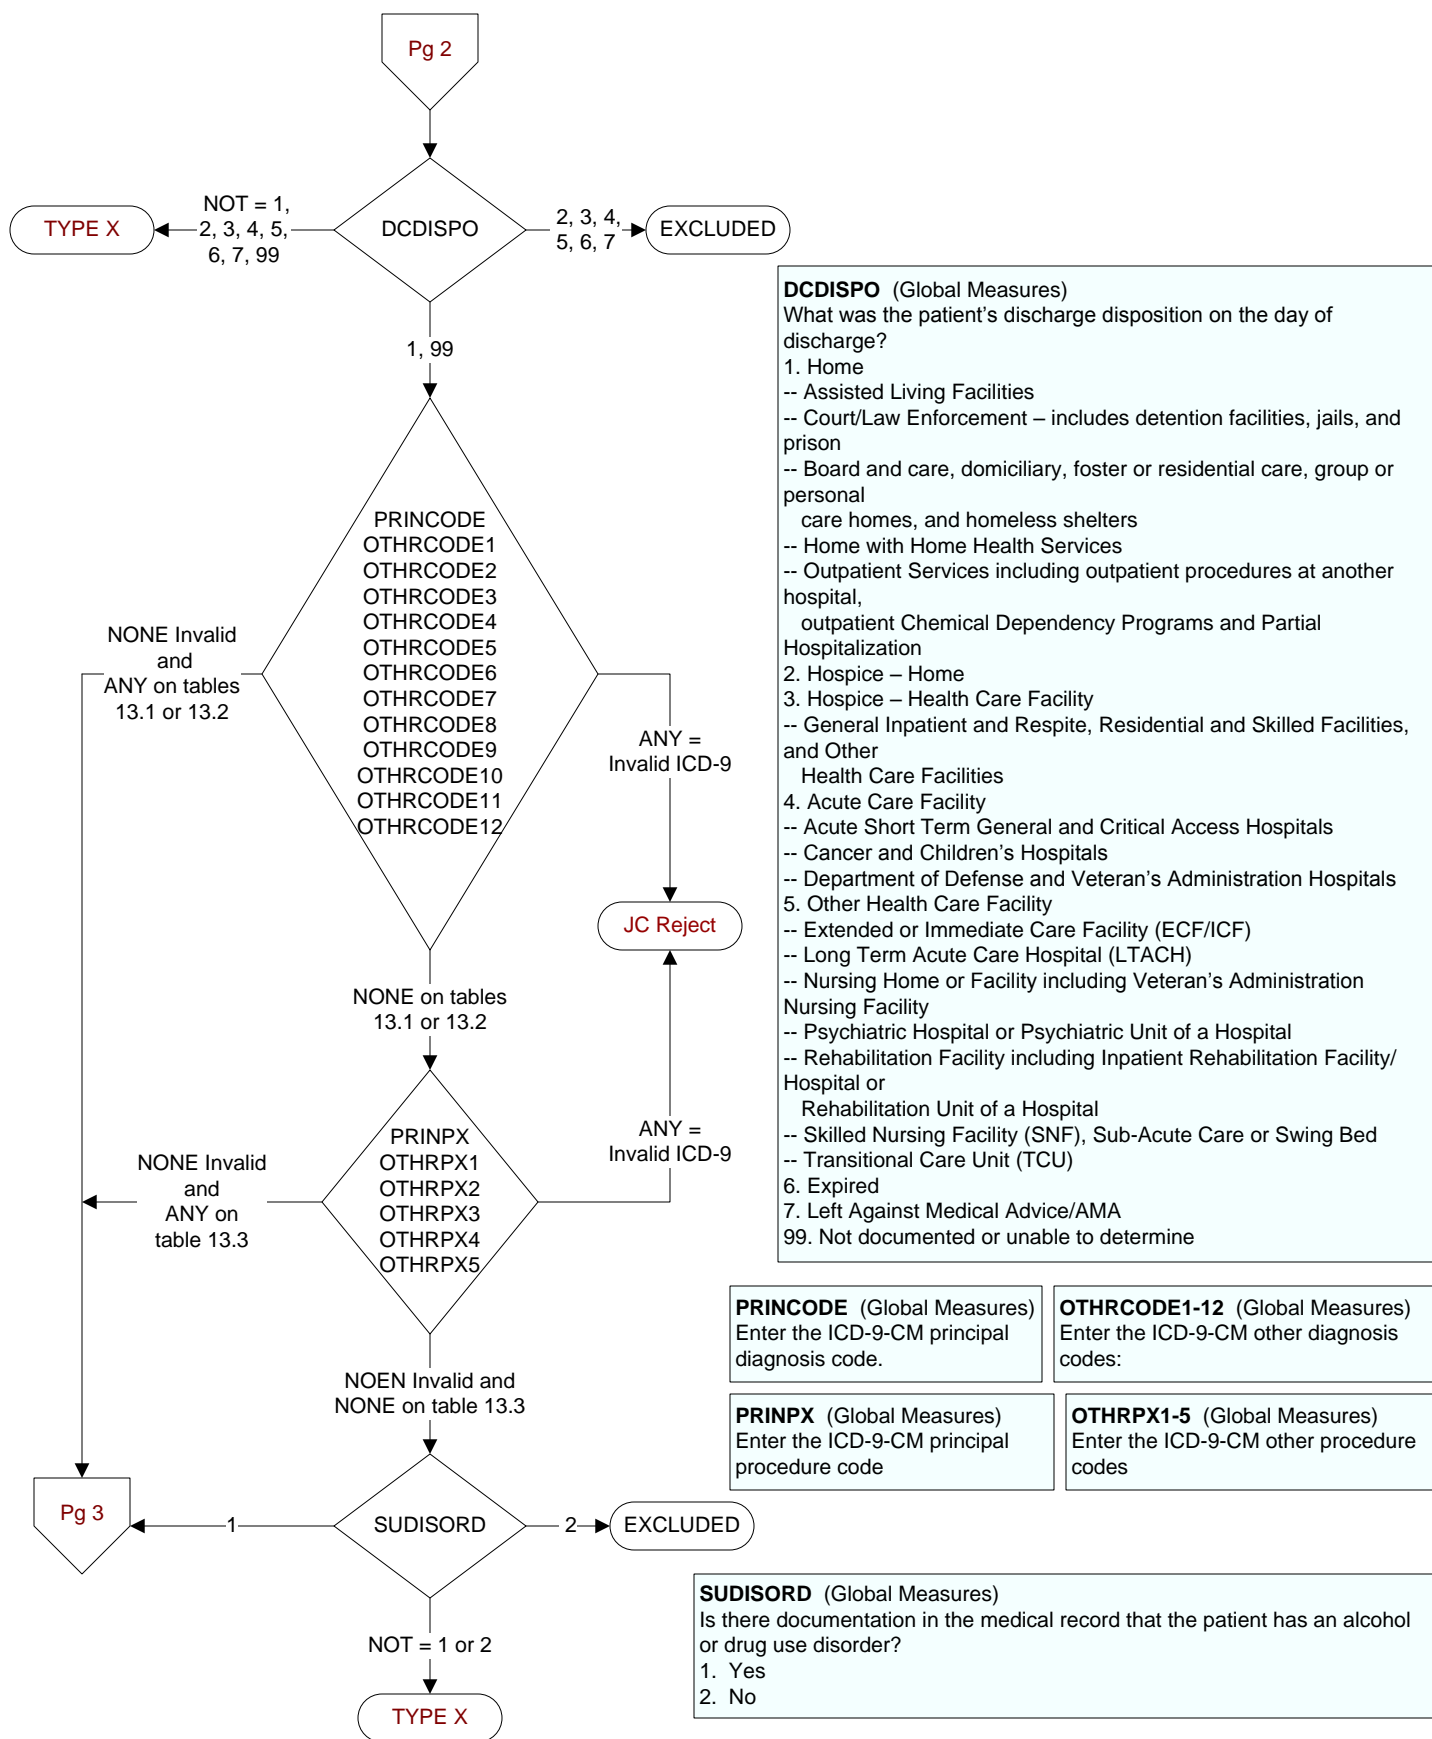 Pg 2
NOT = 1,
2, 3, 4, 5,
6, 7, 99
TYPE X
DCDISPO
2, 3, 4,
5, 6, 7
EXCLUDED
1, 99
PRINCODE
OTHRCODE1
OTHRCODE2
OTHRCODE3
OTHRCODE4
OTHRCODE5
OTHRCODE6
OTHRCODE7
OTHRCODE8
OTHRCODE9
OTHRCODE10
OTHRCODE11
OTHRCODE12
NONE Invalid
and
ANY on tables
13.1 or 13.2
ANY =
Invalid ICD-9
JC Reject
NONE on tables
13.1 or 13.2
PRINPX
OTHRPX1
OTHRPX2
OTHRPX3
OTHRPX4
OTHRPX5
NONE Invalid
and
ANY on
table 13.3
ANY =
Invalid ICD-9
NOEN Invalid and
NONE on table 13.3
Pg 3
1
SUDISORD
2
EXCLUDED
NOT = 1 or 2
TYPE X
DCDISPO (Global Measures)
What was the patient’s discharge disposition on the day of
discharge?
1. Home
-- Assisted Living Facilities
-- Court/Law Enforcement – includes detention facilities, jails, and
prison
-- Board and care, domiciliary, foster or residential care, group or
personal
care homes, and homeless shelters
-- Home with Home Health Services
-- Outpatient Services including outpatient procedures at another
hospital,
outpatient Chemical Dependency Programs and Partial
Hospitalization
2. Hospice – Home
3. Hospice – Health Care Facility
-- General Inpatient and Respite, Residential and Skilled Facilities,
and Other
Health Care Facilities
4. Acute Care Facility
-- Acute Short Term General and Critical Access Hospitals
-- Cancer and Children’s Hospitals
-- Department of Defense and Veteran’s Administration Hospitals
5. Other Health Care Facility
-- Extended or Immediate Care Facility (ECF/ICF)
-- Long Term Acute Care Hospital (LTACH)
-- Nursing Home or Facility including Veteran’s Administration
Nursing Facility
-- Psychiatric Hospital or Psychiatric Unit of a Hospital
-- Rehabilitation Facility including Inpatient Rehabilitation Facility/
Hospital or
Rehabilitation Unit of a Hospital
-- Skilled Nursing Facility (SNF), Sub-Acute Care or Swing Bed
-- Transitional Care Unit (TCU)
6. Expired
7. Left Against Medical Advice/AMA
99. Not documented or unable to determine
PRINCODE (Global Measures)
Enter the ICD-9-CM principal
diagnosis code.
OTHRCODE1-12 (Global Measures)
Enter the ICD-9-CM other diagnosis
codes:
PRINPX (Global Measures)
Enter the ICD-9-CM principal
procedure code
OTHRPX1-5 (Global Measures)
Enter the ICD-9-CM other procedure
codes
SUDISORD (Global Measures)
Is there documentation in the medical record that the patient has an alcohol
or drug use disorder?
1. Yes
2. No